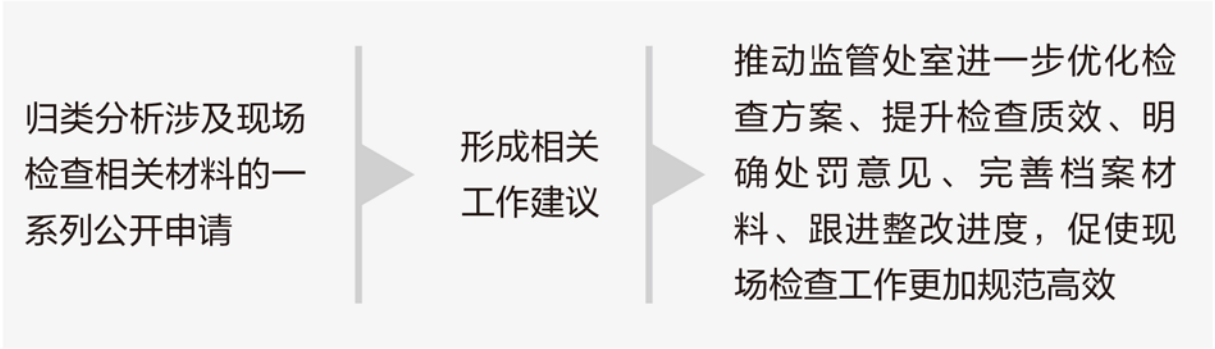 归类分析涉及现场
检查相关材料的一
系列公开申请
形成相关
工作建议
推动监管处室进一步优化检
查方案、提升检查质效、明
确处罚意见、完善档案材
料、跟进整改进度，促使现
场检查工作更加规范高效